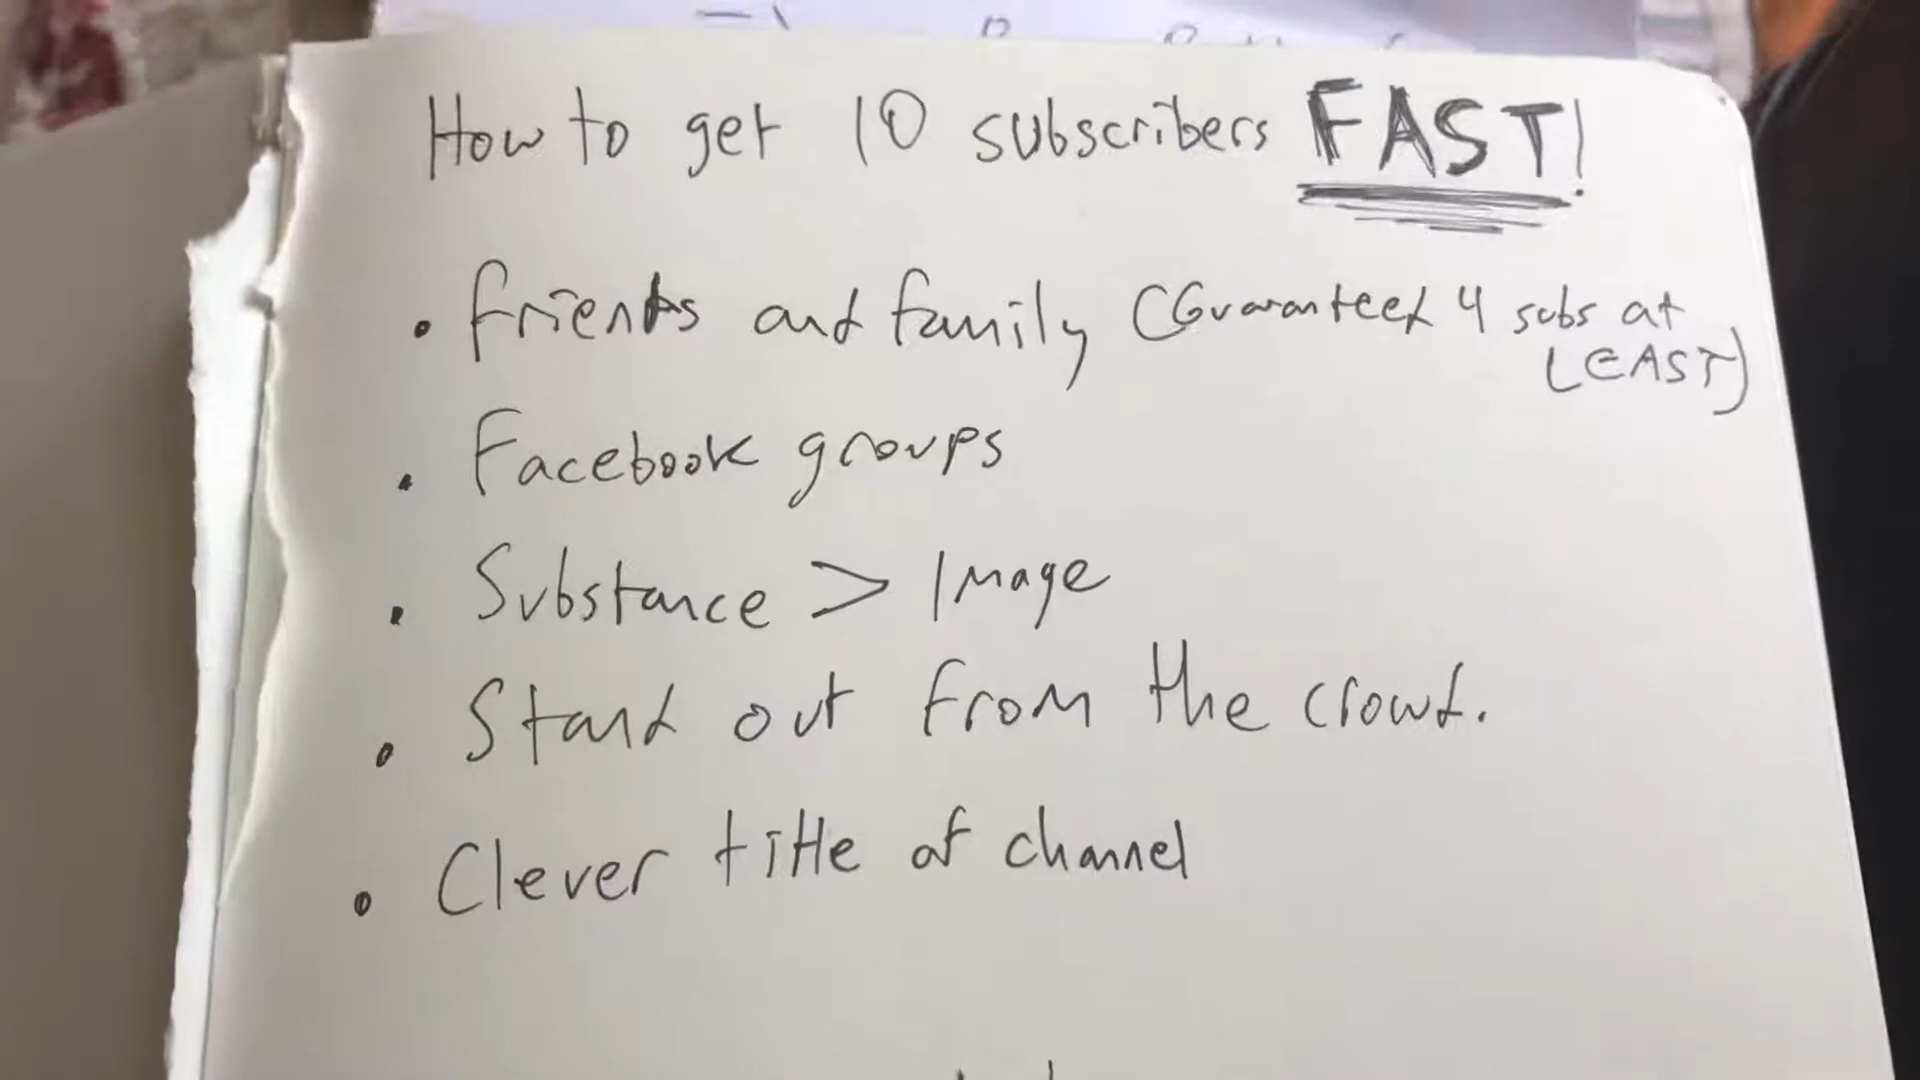 How to get 10 subscribers FAST!
• friends and family (Guaranteed 4 subs at
LEAST)
• Facebook groups
• Substance > Image
• Stand out from the crowd.
• Clever title of channel